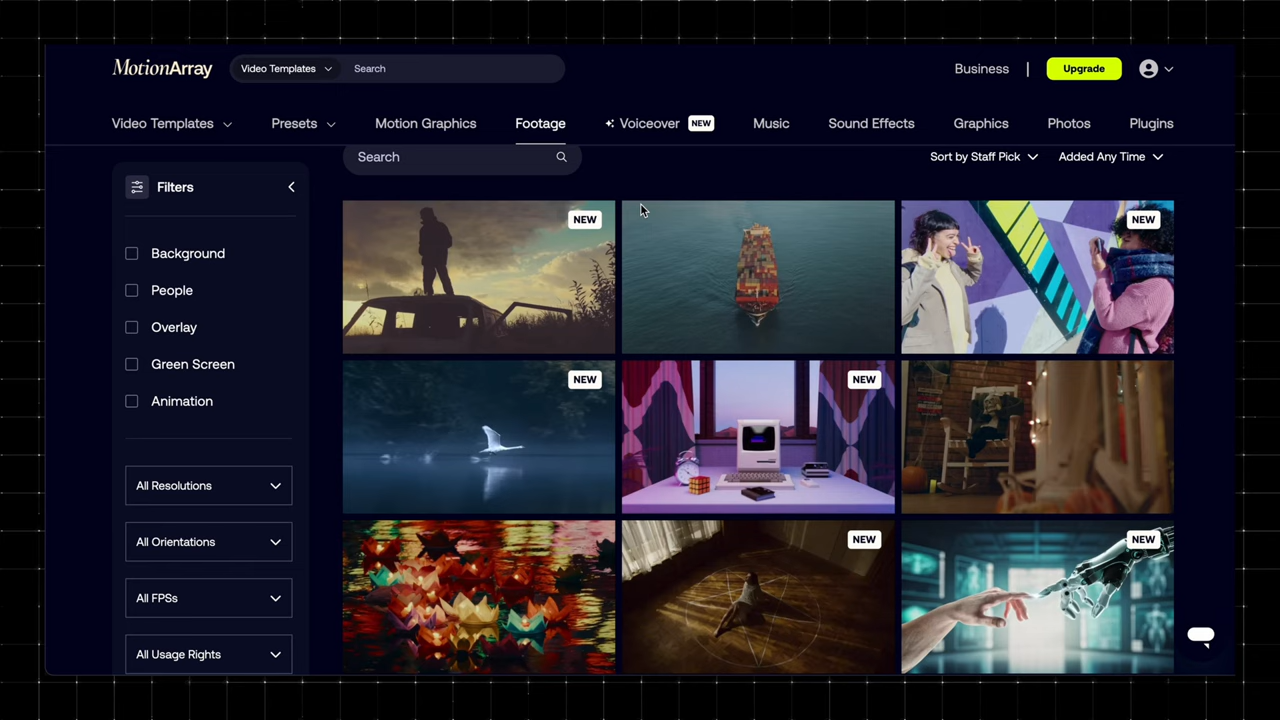 MotionArray
Video Templates
Search
Business
|
Upgrade
Video Templates
Presets
Motion Graphics
Footage
Voiceover NEW
Music
Sound Effects
Graphics
Photos
Plugins
Filters
Search
Sort by Staff Pick
Added Any Time
Background
People
Overlay
Green Screen
Animation
All Resolutions
All Orientations
All FPSs
All Usage Rights
NEW
NEW
NEW
NEW
NEW
NEW